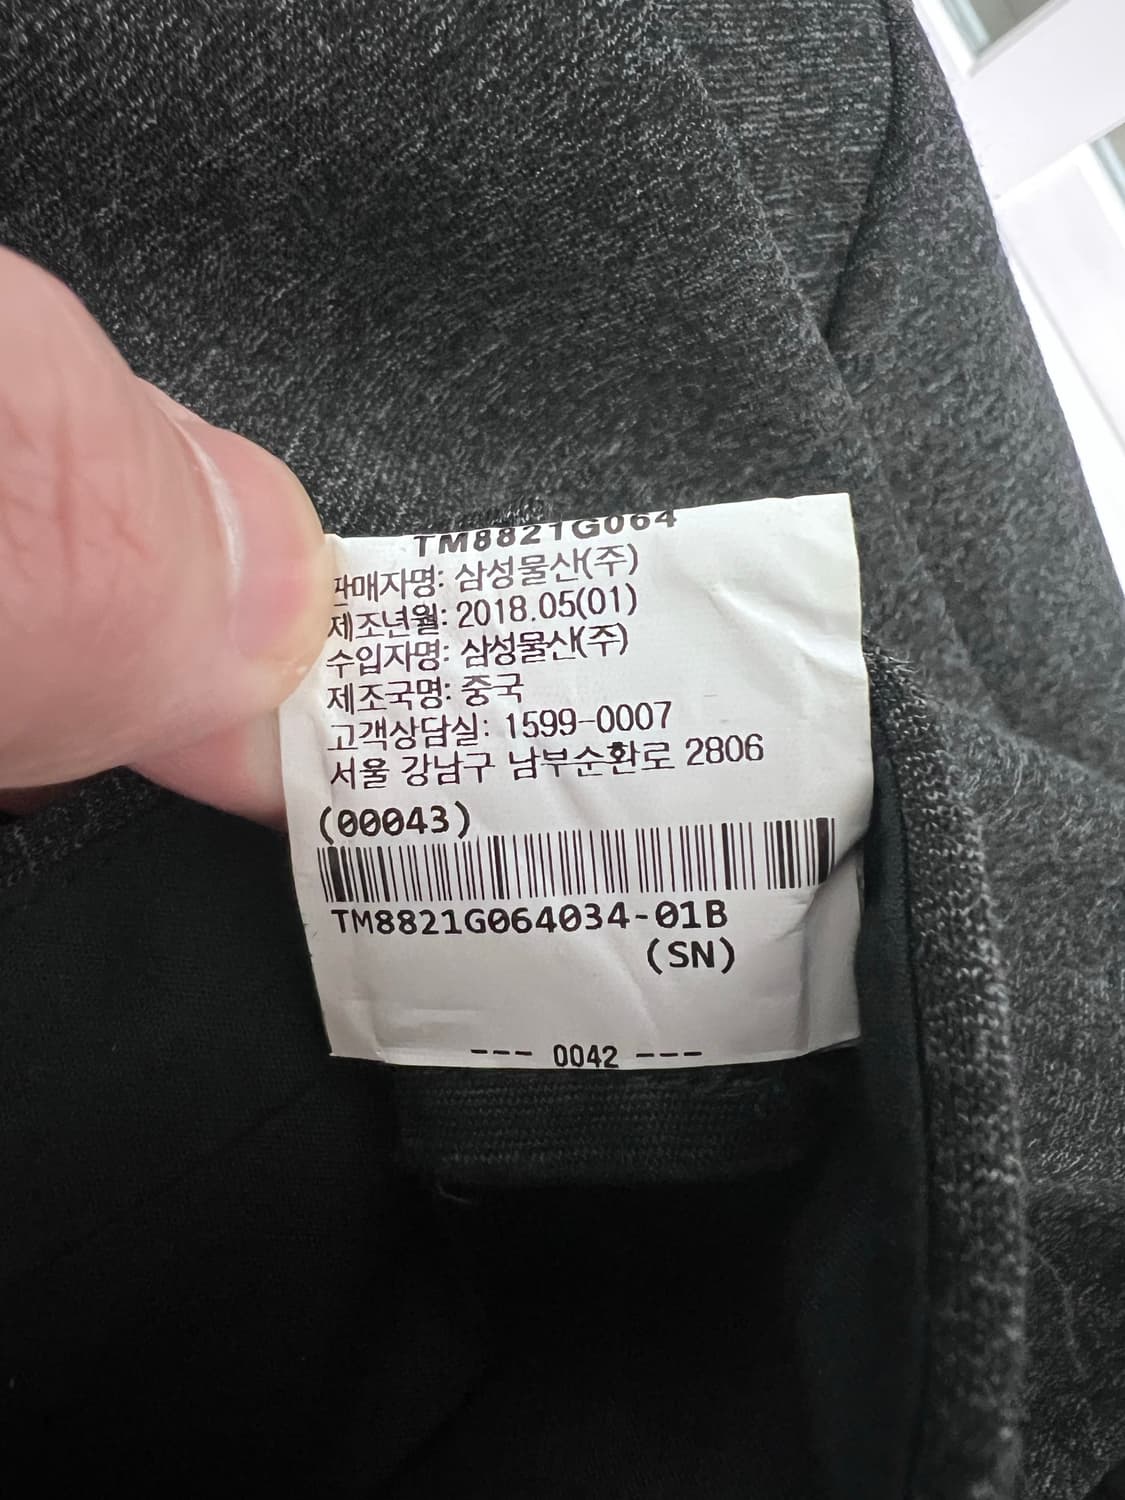 TM8821G064
판매자명: 삼성물산(주)
제조년월: 2018.05(01)
수입자명: 삼성물산(주)
제조국명: 중국
고객상담실: 1599-0007
서울 강남구 남부순환로 2806
(00043)
TM8821G064034-01B
(SN)
--- 0042 ---